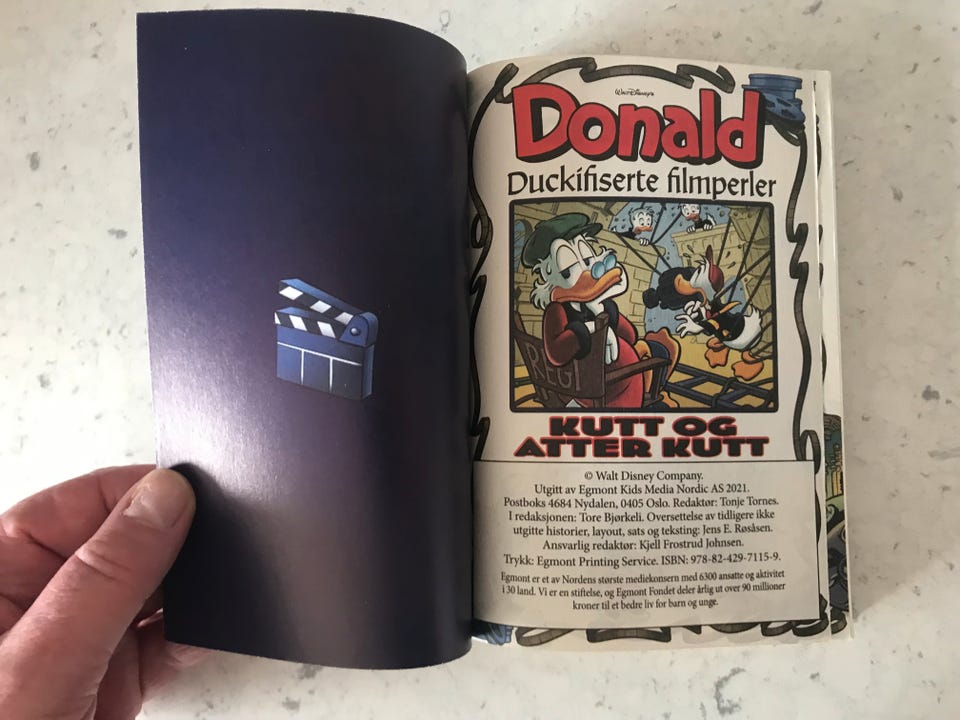 Walt Disney's
Donald
Duckifiserte filmperler
REGI
KUTT OG
ATTER KUTT
© Walt Disney Company.
Utgitt av Egmont Kids Media Nordic AS 2021.
Postboks 4684 Nydalen, 0405 Oslo. Redaktør: Tonje Tornes.
I redaksjonen: Tore Bjørkeli. Oversettelse av tidligere ikke
utgitte historier, layout, sats og teksting: Jens E. Røsåsen.
Ansvarlig redaktør: Kjell Frostrud Johnsen.
Trykk: Egmont Printing Service. ISBN: 978-82-429-7115-9.
Egmont er et av Nordens største mediekonsern med 6300 ansatte og aktivitet
i 30 land. Vi er en stiftelse, og Egmont Fondet deler årlig ut over 90 millioner
kroner til et bedre liv for barn og unge.